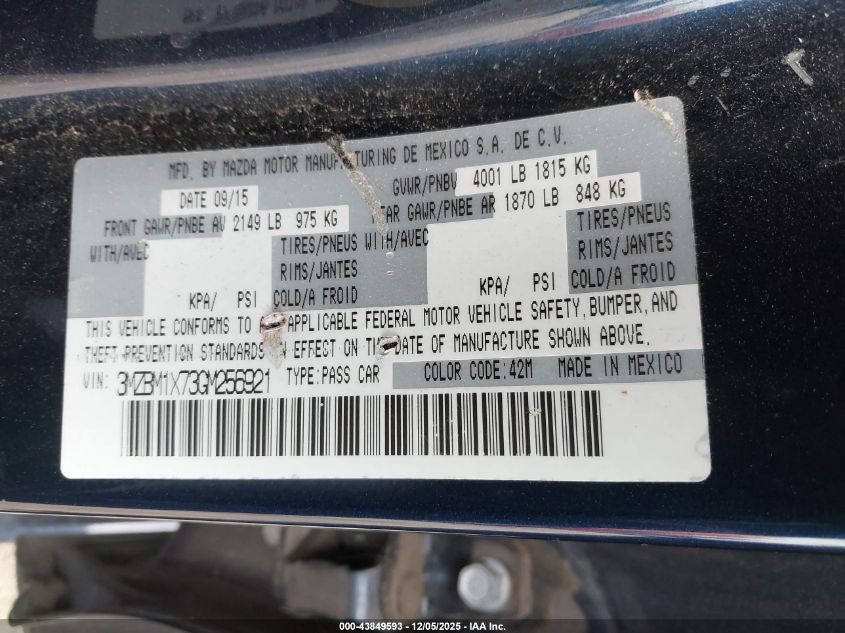 MFD. BY MAZDA MOTOR MANUFACTURING DE MEXICO S.A. DE C.V.
DATE 09/15 GVWR/PNBV 4001 LB 1815 KG
FRONT GAWR/PNBE AV 2149 LB 975 KG EAR GAWR/PNBE AR 1870 LB 848 KG
WITH/AVEC TIRES/PNEUS WITH/AVEC TIRES/PNEUS
RIMS/JANTES RIMS/JANTES
KPA/ PSI COLD/A FROID KPA/ PSI COLD/A FROID
THIS VEHICLE CONFORMS TO APPLICABLE FEDERAL MOTOR VEHICLE SAFETY, BUMPER, AND
THEFT PREVENTION STANDARDS IN EFFECT ON THE DATE OF MANUFACTURE SHOWN ABOVE.
VIN: 3MZBM1X73GM256921 TYPE:PASS CAR COLOR CODE:42M MADE IN MEXICO
000-43849593 - 12/05/2025 - IAA Inc.